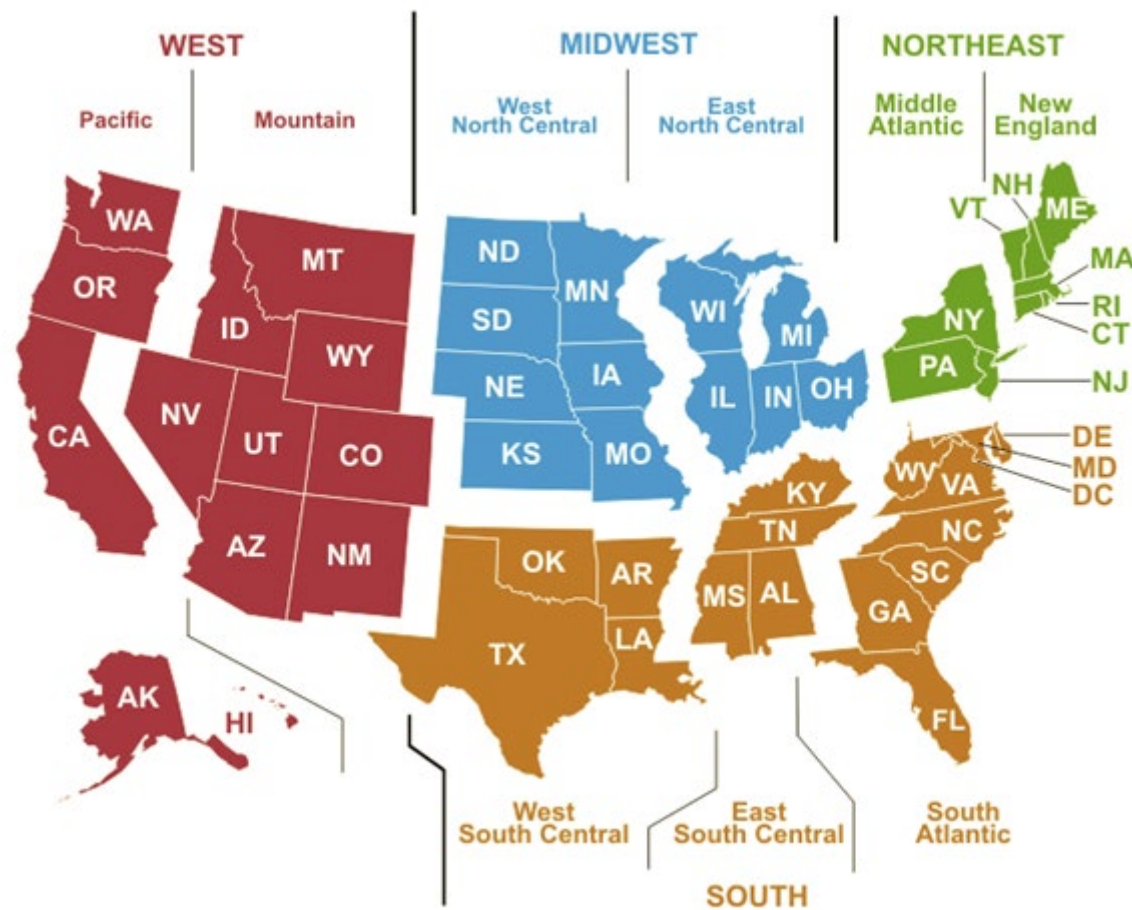 WEST
MIDWEST
NORTHEAST
Pacific
Mountain
West
North Central
East
North Central
Middle
Atlantic
New
England
WA
OR
CA
NV
ID
MT
WY
UT
CO
AZ
NM
AK
HI
ND
SD
NE
KS
MN
IA
MO
WI
MI
IL
IN
OH
NH
VT
ME
MA
RI
CT
NY
PA
NJ
DE
MD
DC
WV
VA
KY
TN
NC
SC
OK
AR
MS
AL
GA
TX
LA
FL
West
South Central
East
South Central
South
Atlantic
SOUTH